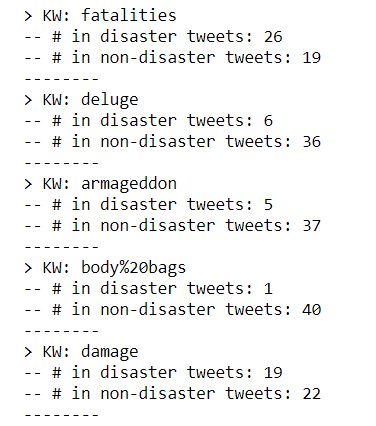 > KW: fatalities
-- # in disaster tweets: 26
-- # in non-disaster tweets: 19
--------
> KW: deluge
-- # in disaster tweets: 6
-- # in non-disaster tweets: 36
--------
> KW: armageddon
-- # in disaster tweets: 5
-- # in non-disaster tweets: 37
--------
> KW: body%20bags
-- # in disaster tweets: 1
-- # in non-disaster tweets: 40
--------
> KW: damage
-- # in disaster tweets: 19
-- # in non-disaster tweets: 22
--------